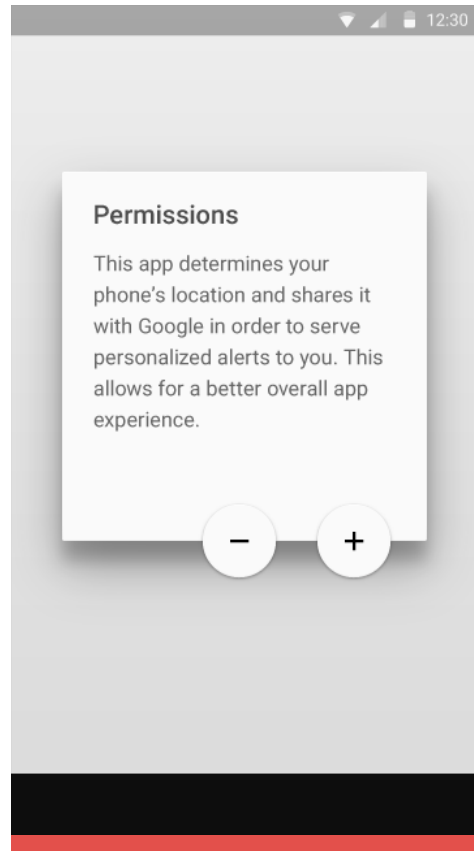 12:30
Permissions
This app determines your
phone’s location and shares it
with Google in order to serve
personalized alerts to you. This
allows for a better overall app
experience.
− +